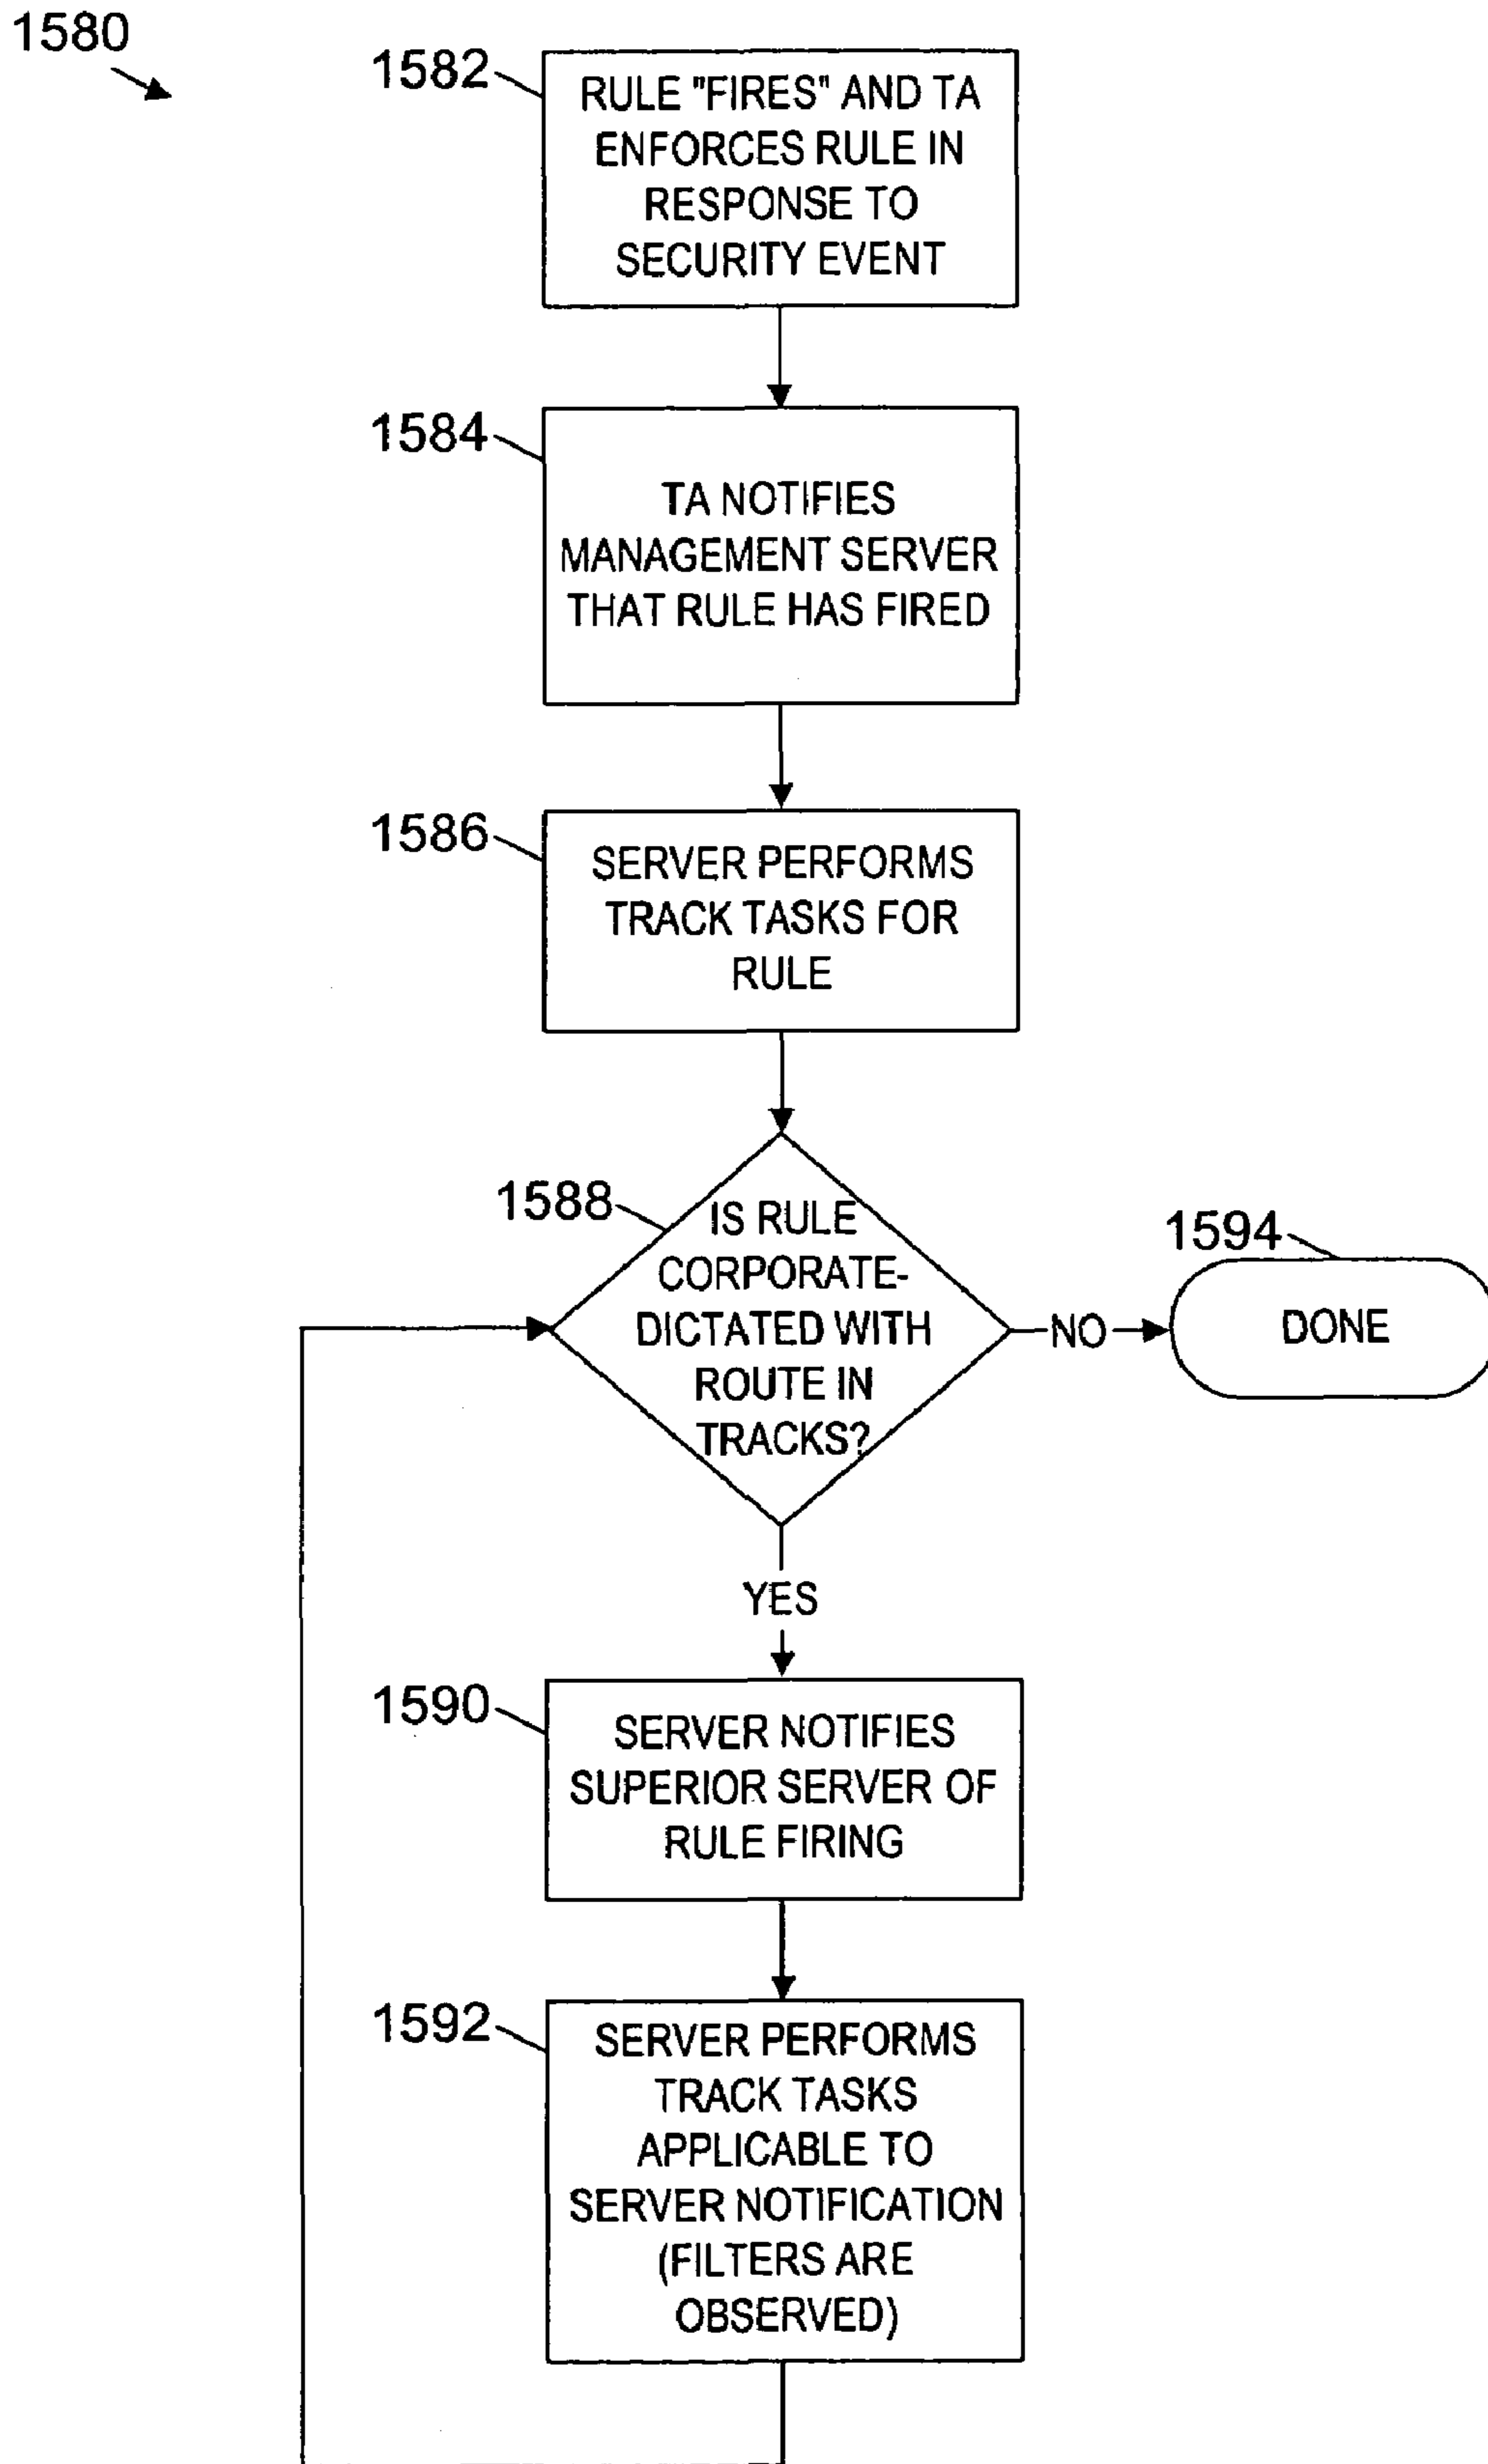 1580
1582
RULE "FIRES" AND TA
ENFORCES RULE IN
RESPONSE TO
SECURITY EVENT
1584
TA NOTIFIES
MANAGEMENT SERVER
THAT RULE HAS FIRED
1586
SERVER PERFORMS
TRACK TASKS FOR
RULE
1588
IS RULE
CORPORATE-
DICTATED WITH
ROUTE IN
TRACKS?
NO
1594
DONE
YES
1590
SERVER NOTIFIES
SUPERIOR SERVER OF
RULE FIRING
1592
SERVER PERFORMS
TRACK TASKS
APPLICABLE TO
SERVER NOTIFICATION
(FILTERS ARE
OBSERVED)